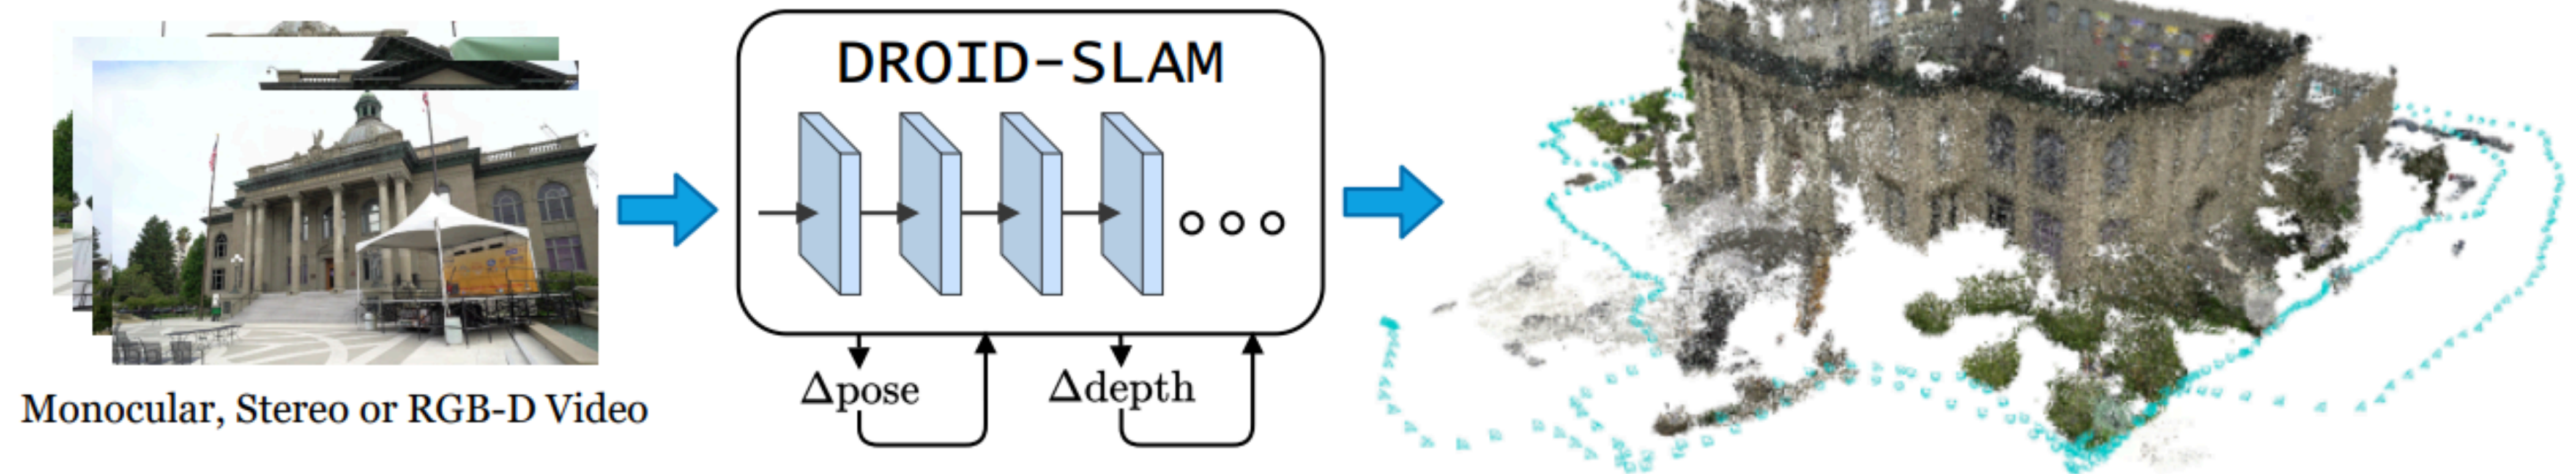 DROID-SLAM
Δpose
Δdepth
Monocular, Stereo or RGB-D Video